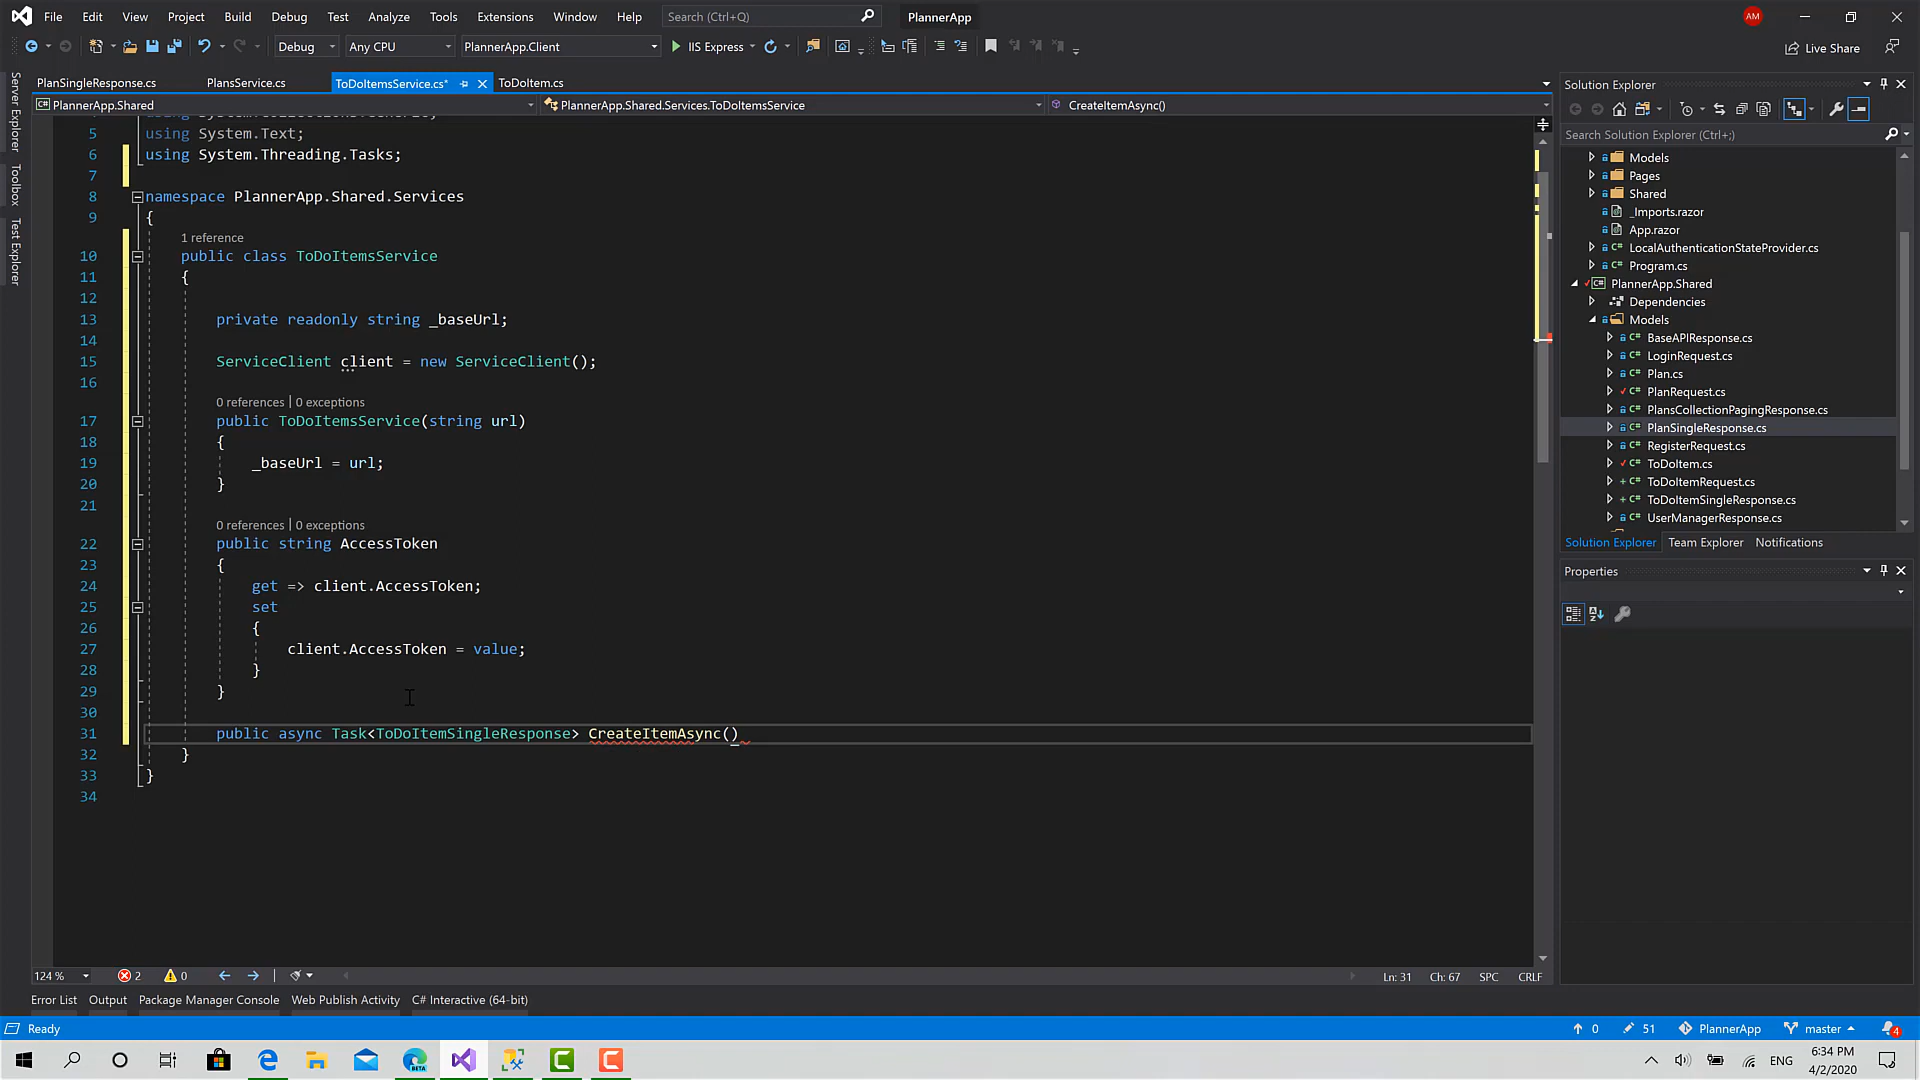 File Edit View Project Build Debug Test Analyze Tools Extensions Window Help Search (Ctrl+Q) PlannerApp AM
Debug Any CPU PlannerApp.Client IIS Express Live Share
PlanSingleResponse.cs PlansService.cs ToDoItemsService.cs* ToDoItem.cs
PlannerApp.Shared PlannerApp.Shared.Services.ToDoItemsService CreateItemAsync()
Server Explorer
Toolbox
Test Explorer
5 using System.Text;
6 using System.Threading.Tasks;
7
8 namespace PlannerApp.Shared.Services
9 {
1 reference
10 public class ToDoItemsService
11 {
12
13 private readonly string _baseUrl;
14
15 ServiceClient client = new ServiceClient();
16
0 references | 0 exceptions
17 public ToDoItemsService(string url)
18 {
19 _baseUrl = url;
20 }
21
0 references | 0 exceptions
22 public string AccessToken
23 {
24 get => client.AccessToken;
25 set
26 {
27 client.AccessToken = value;
28 }
29 }
30
31 public async Task<ToDoItemSingleResponse> CreateItemAsync()
32 }
33 }
34
124 % 2 0 Ln: 31 Ch: 67 SPC CRLF
Error List Output Package Manager Console Web Publish Activity C# Interactive (64-bit)
Solution Explorer
Search Solution Explorer (Ctrl+;)
Models
Pages
Shared
_Imports.razor
App.razor
LocalAuthenticationStateProvider.cs
Program.cs
PlannerApp.Shared
Dependencies
Models
BaseAPIResponse.cs
LoginRequest.cs
Plan.cs
PlanRequest.cs
PlansCollectionPagingResponse.cs
PlanSingleResponse.cs
RegisterRequest.cs
ToDoItem.cs
ToDoItemRequest.cs
ToDoItemSingleResponse.cs
UserManagerResponse.cs
Solution Explorer Team Explorer Notifications
Properties
Ready 0 51 PlannerApp master 4
BETA ENG 6:34 PM
4/2/2020